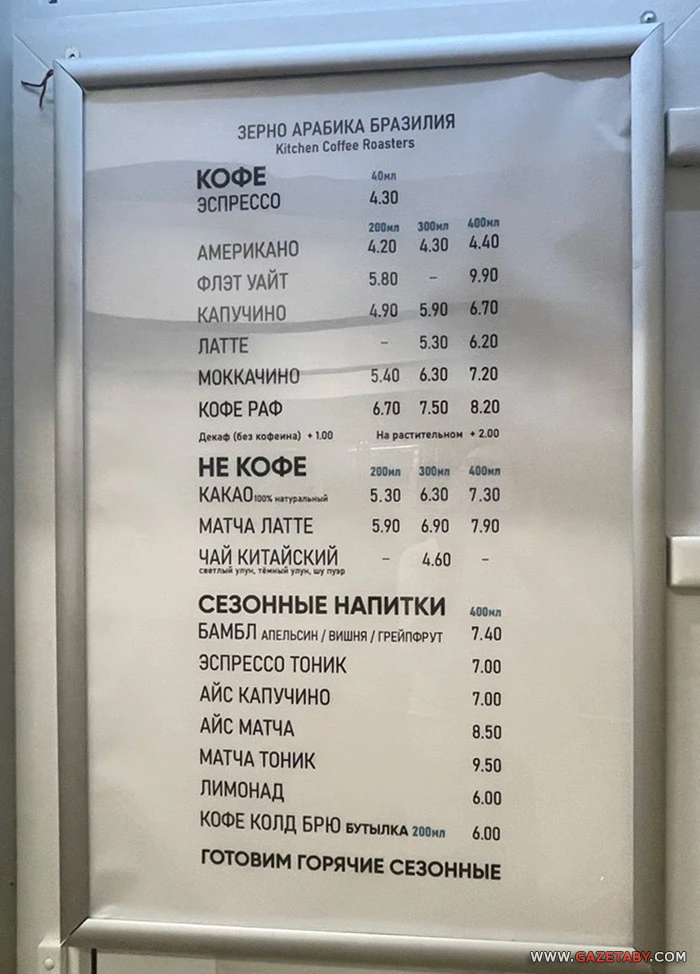 ЗЕРНО АРАБИКА БРАЗИЛИЯ
Kitchen Coffee Roasters
КОФЕ 40мл
ЭСПРЕССО 4.30
200мл 300мл 400мл
АМЕРИКАНО 4.20 4.30 4.40
ФЛЭТ УАЙТ 5.80 – 9.90
КАПУЧИНО 4.90 5.90 6.70
ЛАТТЕ – 5.30 6.20
МОККАЧИНО 5.40 6.30 7.20
КОФЕ РАФ 6.70 7.50 8.20
Декаф (без кофеина) + 1.00 На растительном + 2.00
НЕ КОФЕ 200мл 300мл 400мл
КАКАО 100% натуральный 5.30 6.30 7.30
МАТЧА ЛАТТЕ 5.90 6.90 7.90
ЧАЙ КИТАЙСКИЙ – 4.60 –
светлый улун, тёмный улун, шу пуэр
СЕЗОННЫЕ НАПИТКИ 400мл
БАМБЛ АПЕЛЬСИН / ВИШНЯ / ГРЕЙПФРУТ 7.40
ЭСПРЕССО ТОНИК 7.00
АЙС КАПУЧИНО 7.00
АЙС МАТЧА 8.50
МАТЧА ТОНИК 9.50
ЛИМОНАД 6.00
КОФЕ КОЛД БРЮ БУТЫЛКА 200мл 6.00
ГОТОВИМ ГОРЯЧИЕ СЕЗОННЫЕ
WWW.GAZETABY.COM